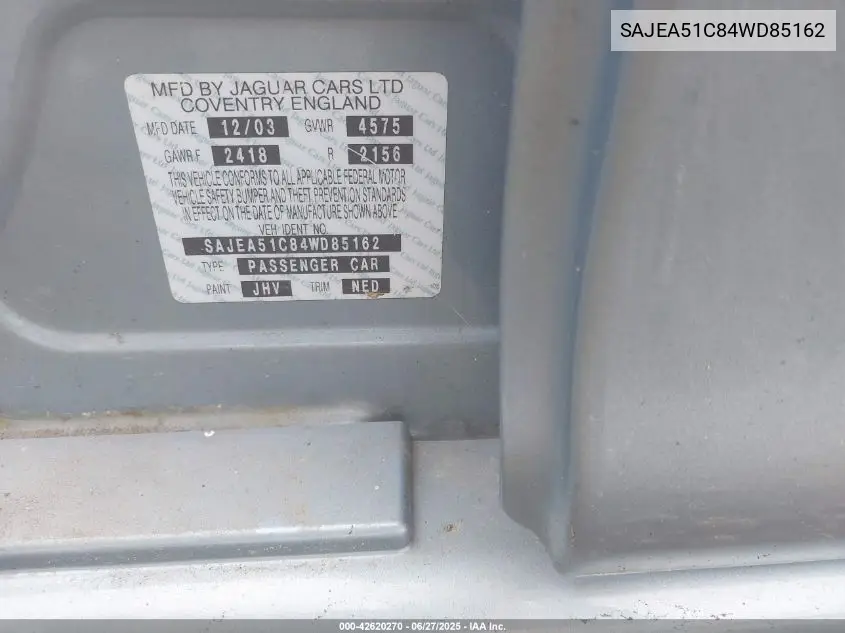 SAJEA51C84WD85162
MFD BY JAGUAR CARS LTD
COVENTRY ENGLAND
MFD DATE 12/03 GVWR 4575
GAWR F 2418 R 2156
THIS VEHICLE CONFORMS TO ALL APPLICABLE FEDERAL MOTOR
VEHICLE SAFETY BUMPER AND THEFT PREVENTION STANDARDS
IN EFFECT ON THE DATE OF MANUFACTURE SHOWN ABOVE
VEH IDENT NO.
SAJEA51C84WD85162
TYPE PASSENGER CAR
PAINT JHV TRIM NED
000-42620270 - 06/27/2025 - IAA Inc.